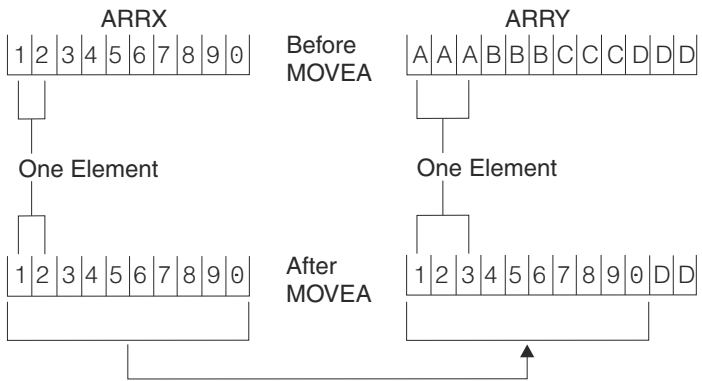 ARRX
ARRY
1 2 3 4 5 6 7 8 9 0
Before
MOVEA
A A A B B B C C C D D D
One Element
One Element
1 2 3 4 5 6 7 8 9 0
After
MOVEA
1 2 3 4 5 6 7 8 9 0 D D